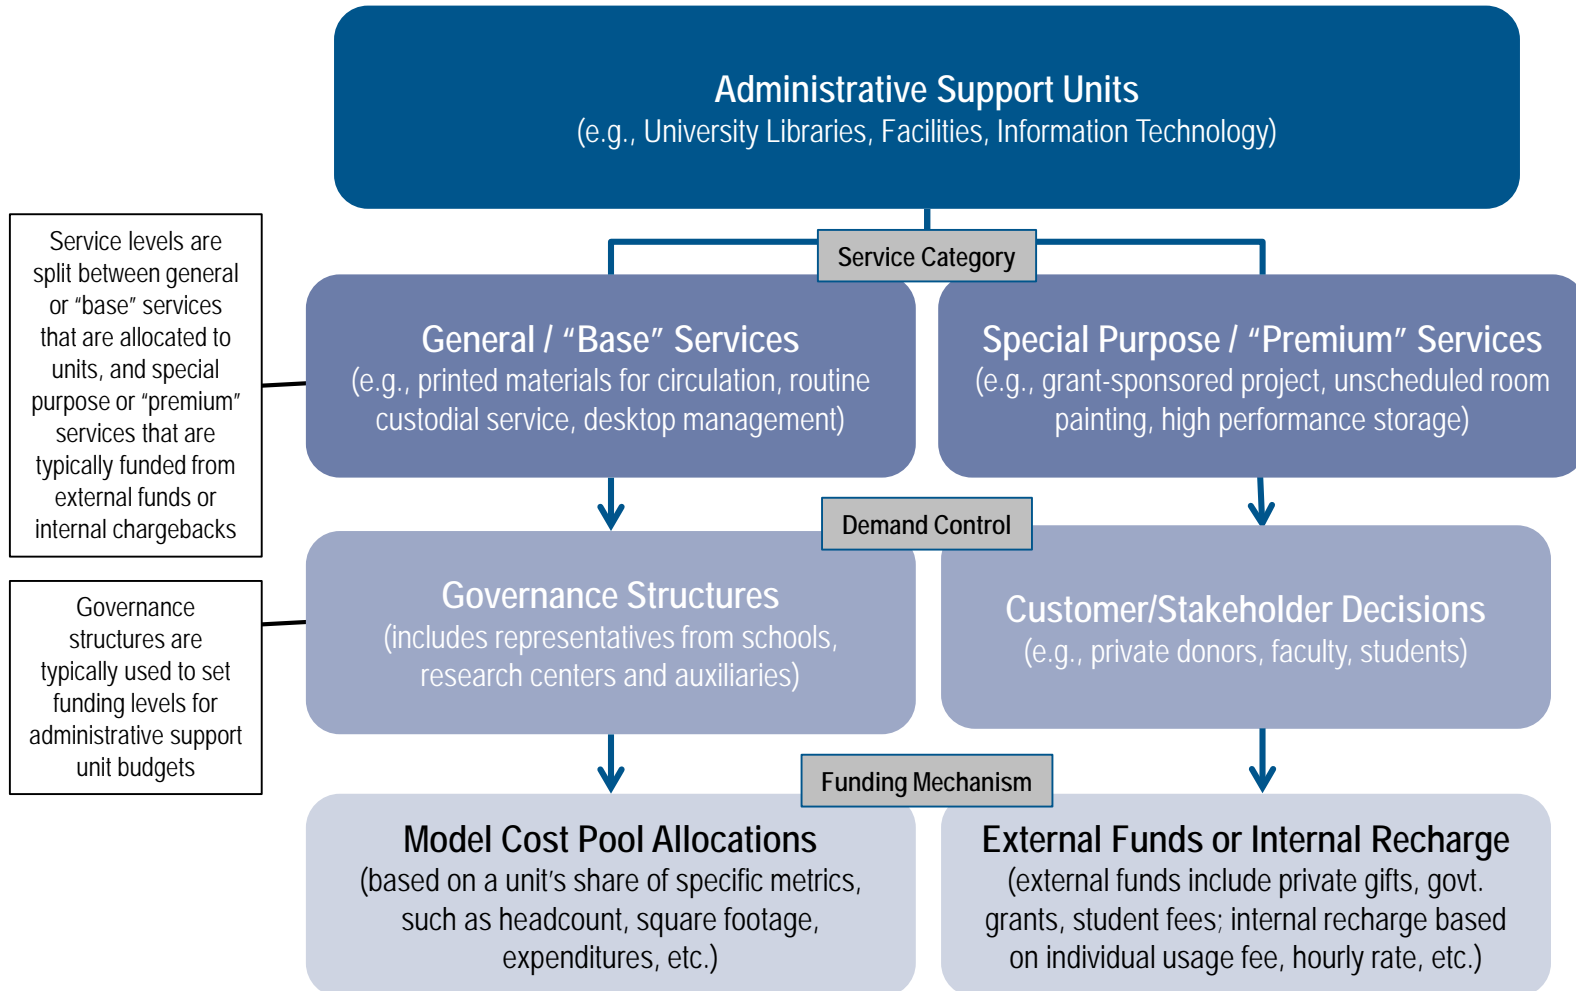 Administrative Support Units
(e.g., University Libraries, Facilities, Information Technology)
Service levels are
split between general
or “base” services
that are allocated to
units, and special
purpose or “premium”
services that are
typically funded from
external funds or
internal chargebacks
Service Category
General / “Base” Services
(e.g., printed materials for circulation, routine
custodial service, desktop management)
Special Purpose / “Premium” Services
(e.g., grant-sponsored project, unscheduled room
painting, high performance storage)
Demand Control
Governance
structures are
typically used to set
funding levels for
administrative support
unit budgets
Governance Structures
(includes representatives from schools,
research centers and auxiliaries)
Customer/Stakeholder Decisions
(e.g., private donors, faculty, students)
Funding Mechanism
Model Cost Pool Allocations
(based on a unit’s share of specific metrics,
such as headcount, square footage,
expenditures, etc.)
External Funds or Internal Recharge
(external funds include private gifts, govt.
grants, student fees; internal recharge based
on individual usage fee, hourly rate, etc.)